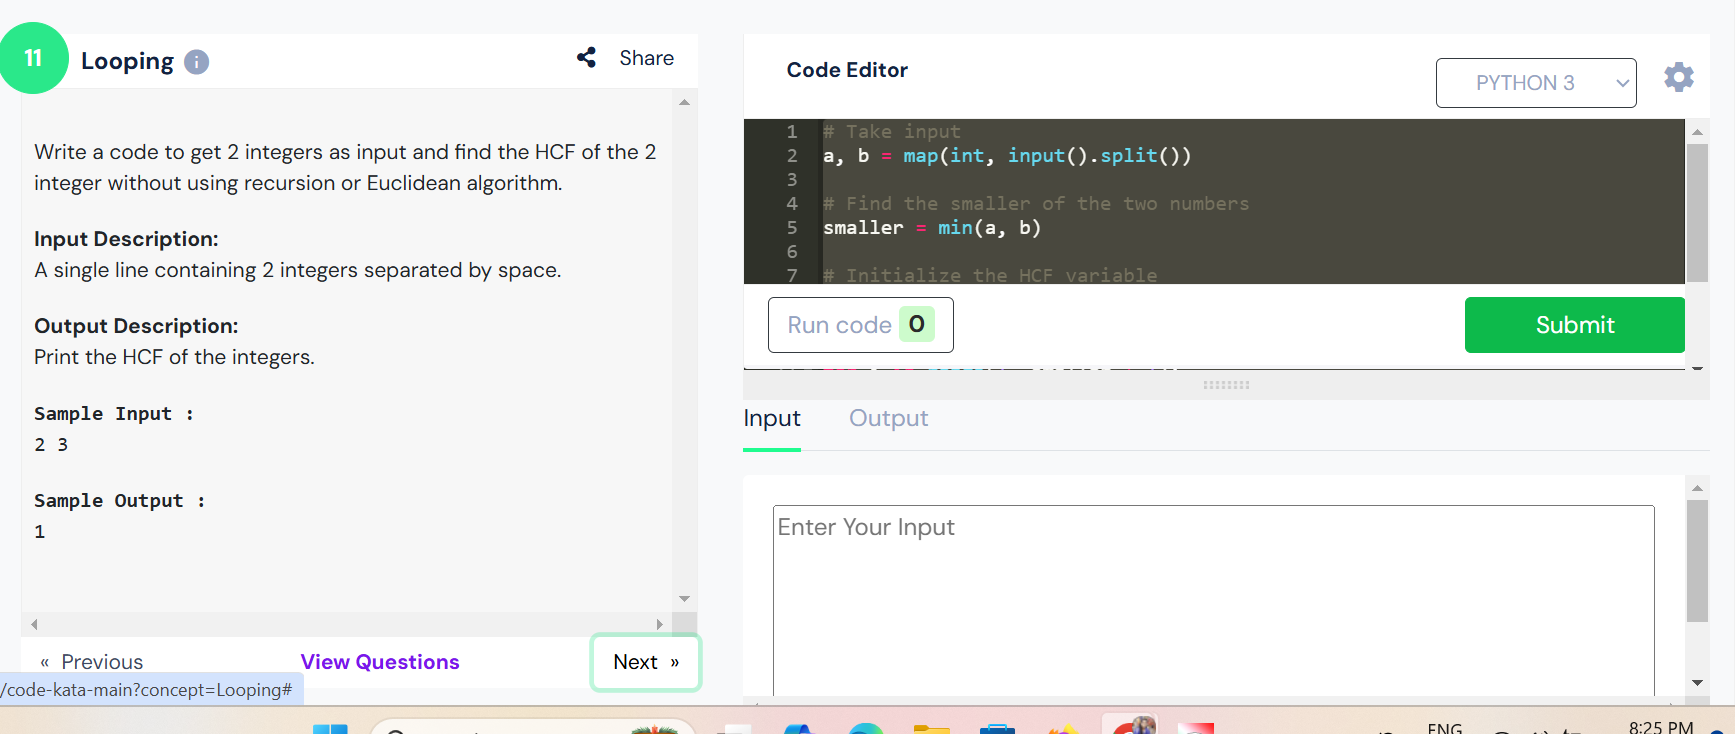 11
Looping
Share
Write a code to get 2 integers as input and find the HCF of the 2
integer without using recursion or Euclidean algorithm.
Input Description:
A single line containing 2 integers separated by space.
Output Description:
Print the HCF of the integers.
Sample Input :
2 3
Sample Output :
1
« Previous
View Questions
Next »
/code-kata-main?concept=Looping#
Code Editor
PYTHON 3
1 # Take input
2 a, b = map(int, input().split())
3
4 # Find the smaller of the two numbers
5 smaller = min(a, b)
6
7 # Initialize the HCF variable
Run code 0
Submit
Input
Output
Enter Your Input
ENG
8:25 PM